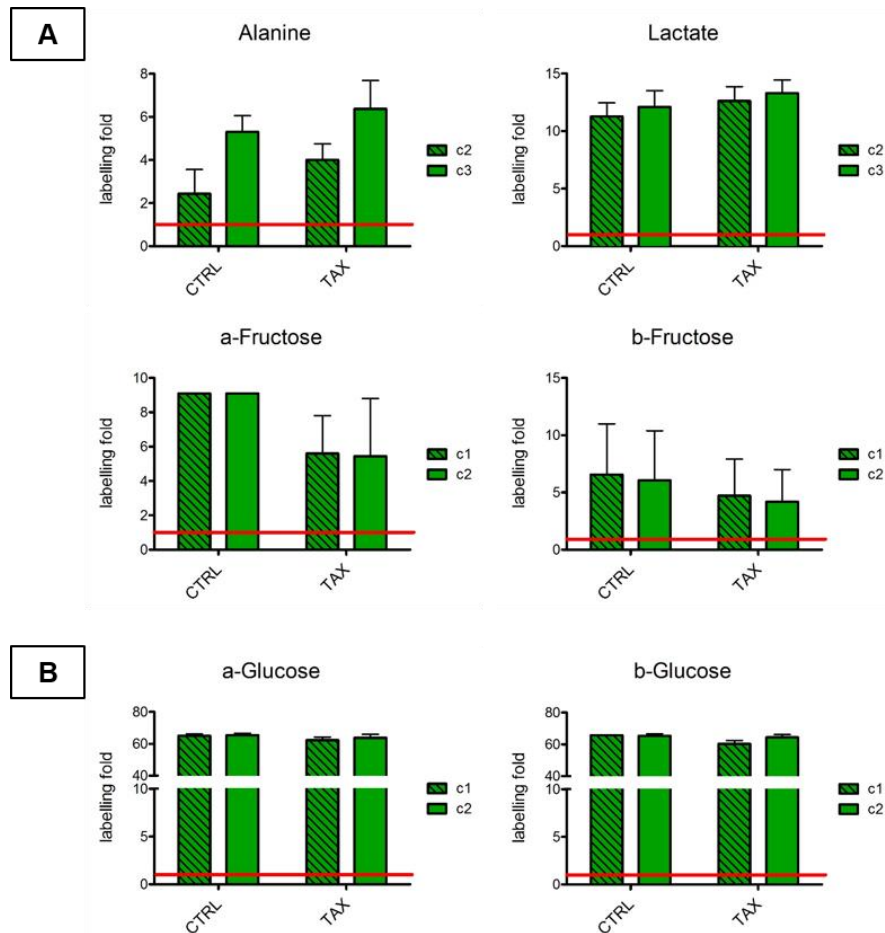 A
Alanine
labelling fold
8
6
4
2
0
CTRL
TAX
c2
c3
Lactate
labelling fold
15
10
5
0
CTRL
TAX
c2
c3
a-Fructose
labelling fold
10
8
6
4
2
0
CTRL
TAX
c1
c2
b-Fructose
labelling fold
15
10
5
0
CTRL
TAX
c1
c2
B
a-Glucose
labelling fold
80
60
40
10
5
0
CTRL
TAX
c1
c2
b-Glucose
labelling fold
80
60
40
10
5
0
CTRL
TAX
c1
c2